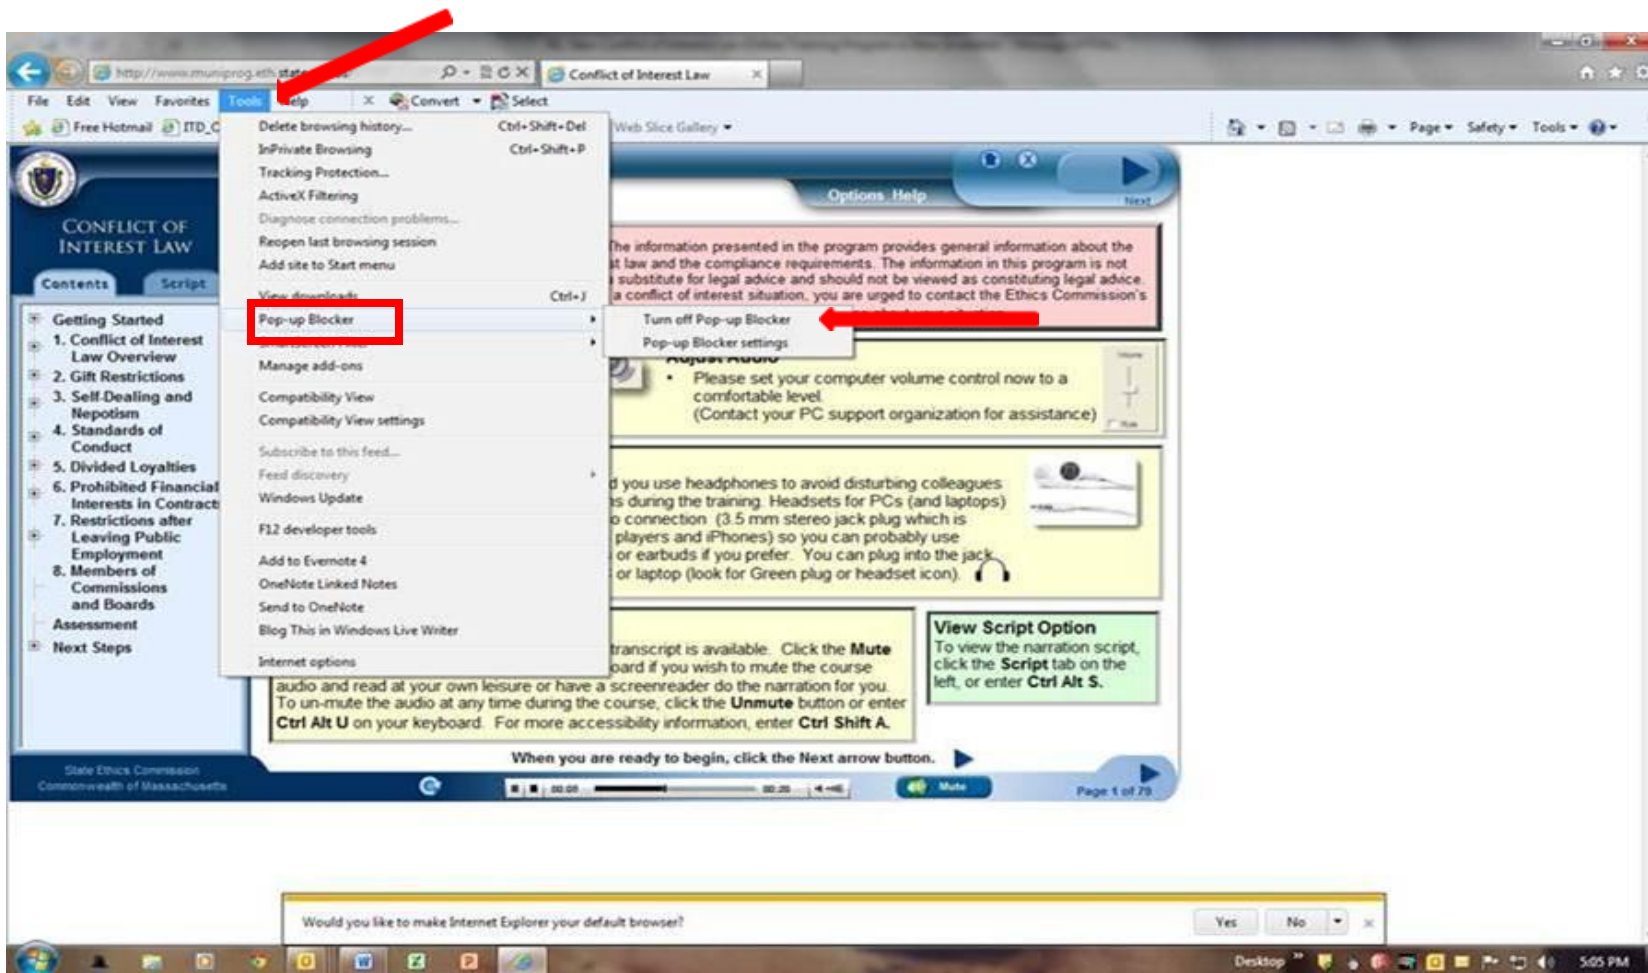 Conflict of Interest Law
File Edit View Favorites Tools Help × Convert Select
Free Hotmail Web Slice Gallery Page Safety Tools
Delete browsing history... Ctrl+Shift+Del
InPrivate Browsing Ctrl+Shift+P
Tracking Protection...
ActiveX Filtering
Diagnose connection problems...
Reopen last browsing session
Add site to Start menu
View downloads Ctrl+J
Pop-up Blocker
Turn off Pop-up Blocker
Pop-up Blocker settings
Manage add-ons
Compatibility View
Compatibility View settings
Subscribe to this feed...
Feed discovery
Windows Update
F12 developer tools
Add to Evernote 4
OneNote Linked Notes
Send to OneNote
Blog This in Windows Live Writer
Internet options
CONFLICT OF
INTEREST LAW
Contents Script
Getting Started
1. Conflict of Interest
Law Overview
2. Gift Restrictions
3. Self-Dealing and
Nepotism
4. Standards of
Conduct
5. Divided Loyalties
6. Prohibited Financial
Interests in Contracts
7. Restrictions after
Leaving Public
Employment
8. Members of
Commissions
and Boards
Assessment
Next Steps
State Ethics Commission
Commonwealth of Massachusetts
Options Help
Next
The information presented in the program provides general information about the
law and the compliance requirements. The information in this program is not
substitute for legal advice and should not be viewed as constituting legal advice.
a conflict of interest situation, you are urged to contact the Ethics Commission's
Adjust Audio
• Please set your computer volume control now to a
comfortable level.
(Contact your PC support organization for assistance)
you use headphones to avoid disturbing colleagues
during the training. Headsets for PCs (and laptops)
connection (3.5 mm stereo jack plug which is
players and iPhones) so you can probably use
or earbuds if you prefer. You can plug into the jack
or laptop (look for Green plug or headset icon).
transcript is available. Click the Mute
if you wish to mute the course
audio and read at your own leisure or have a screenreader do the narration for you.
To un-mute the audio at any time during the course, click the Unmute button or enter
Ctrl Alt U on your keyboard. For more accessibility information, enter Ctrl Shift A.
View Script Option
To view the narration script,
click the Script tab on the
left, or enter Ctrl Alt S.
When you are ready to begin, click the Next arrow button.
Mute
Page 1 of 79
Would you like to make Internet Explorer your default browser? Yes No
Desktop 5:05 PM